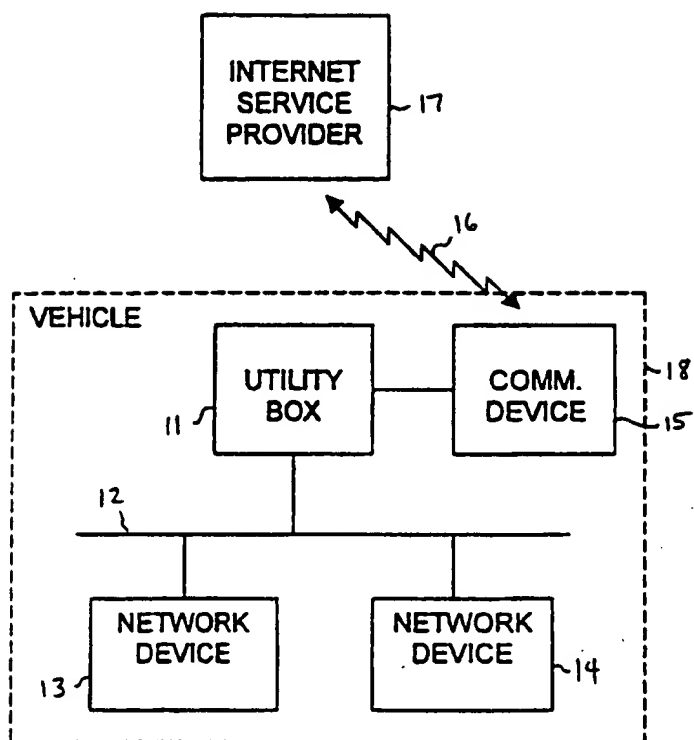 INTERNET
SERVICE
PROVIDER
17
16
VEHICLE
UTILITY
BOX
11
COMM.
DEVICE
18
15
12
NETWORK
DEVICE
13
NETWORK
DEVICE
14